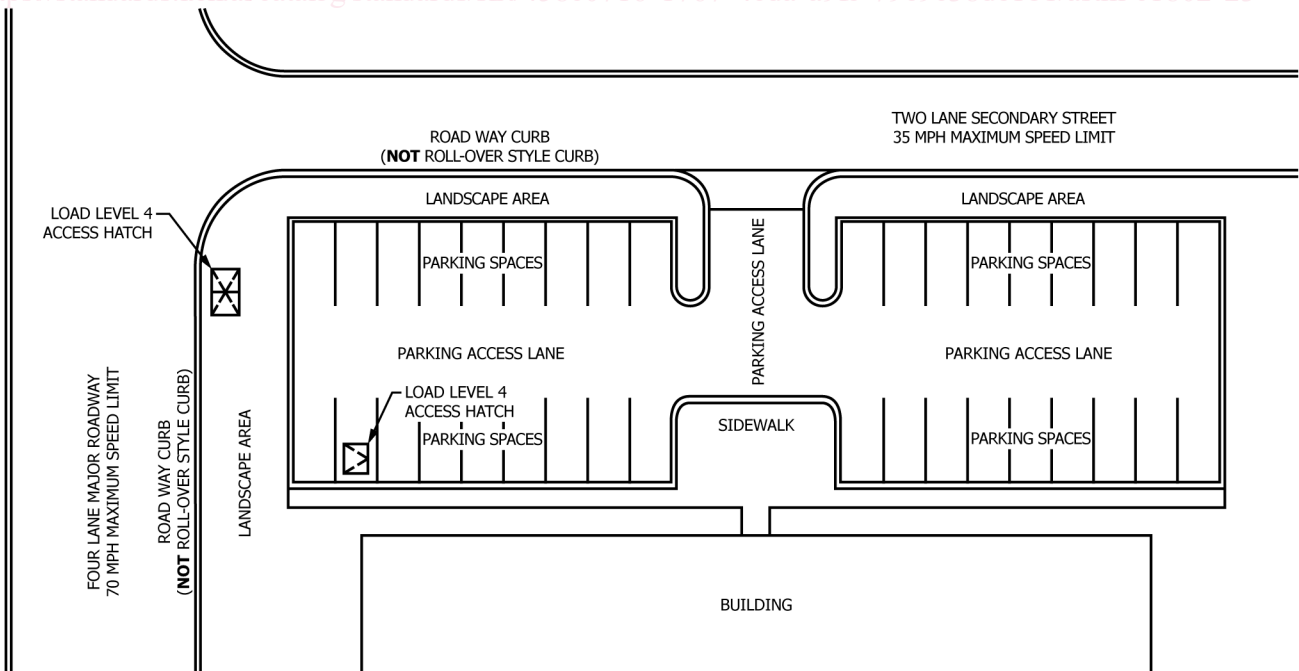 TWO LANE SECONDARY STREET
35 MPH MAXIMUM SPEED LIMIT
ROAD WAY CURB
(NOT ROLL-OVER STYLE CURB)
LANDSCAPE AREA
LANDSCAPE AREA
LOAD LEVEL 4
ACCESS HATCH
PARKING SPACES
PARKING ACCESS LANE
PARKING SPACES
PARKING ACCESS LANE
PARKING ACCESS LANE
LOAD LEVEL 4
ACCESS HATCH
PARKING SPACES
SIDEWALK
PARKING SPACES
FOUR LANE MAJOR ROADWAY
70 MPH MAXIMUM SPEED LIMIT
ROAD WAY CURB
(NOT ROLL-OVER STYLE CURB)
LANDSCAPE AREA
BUILDING